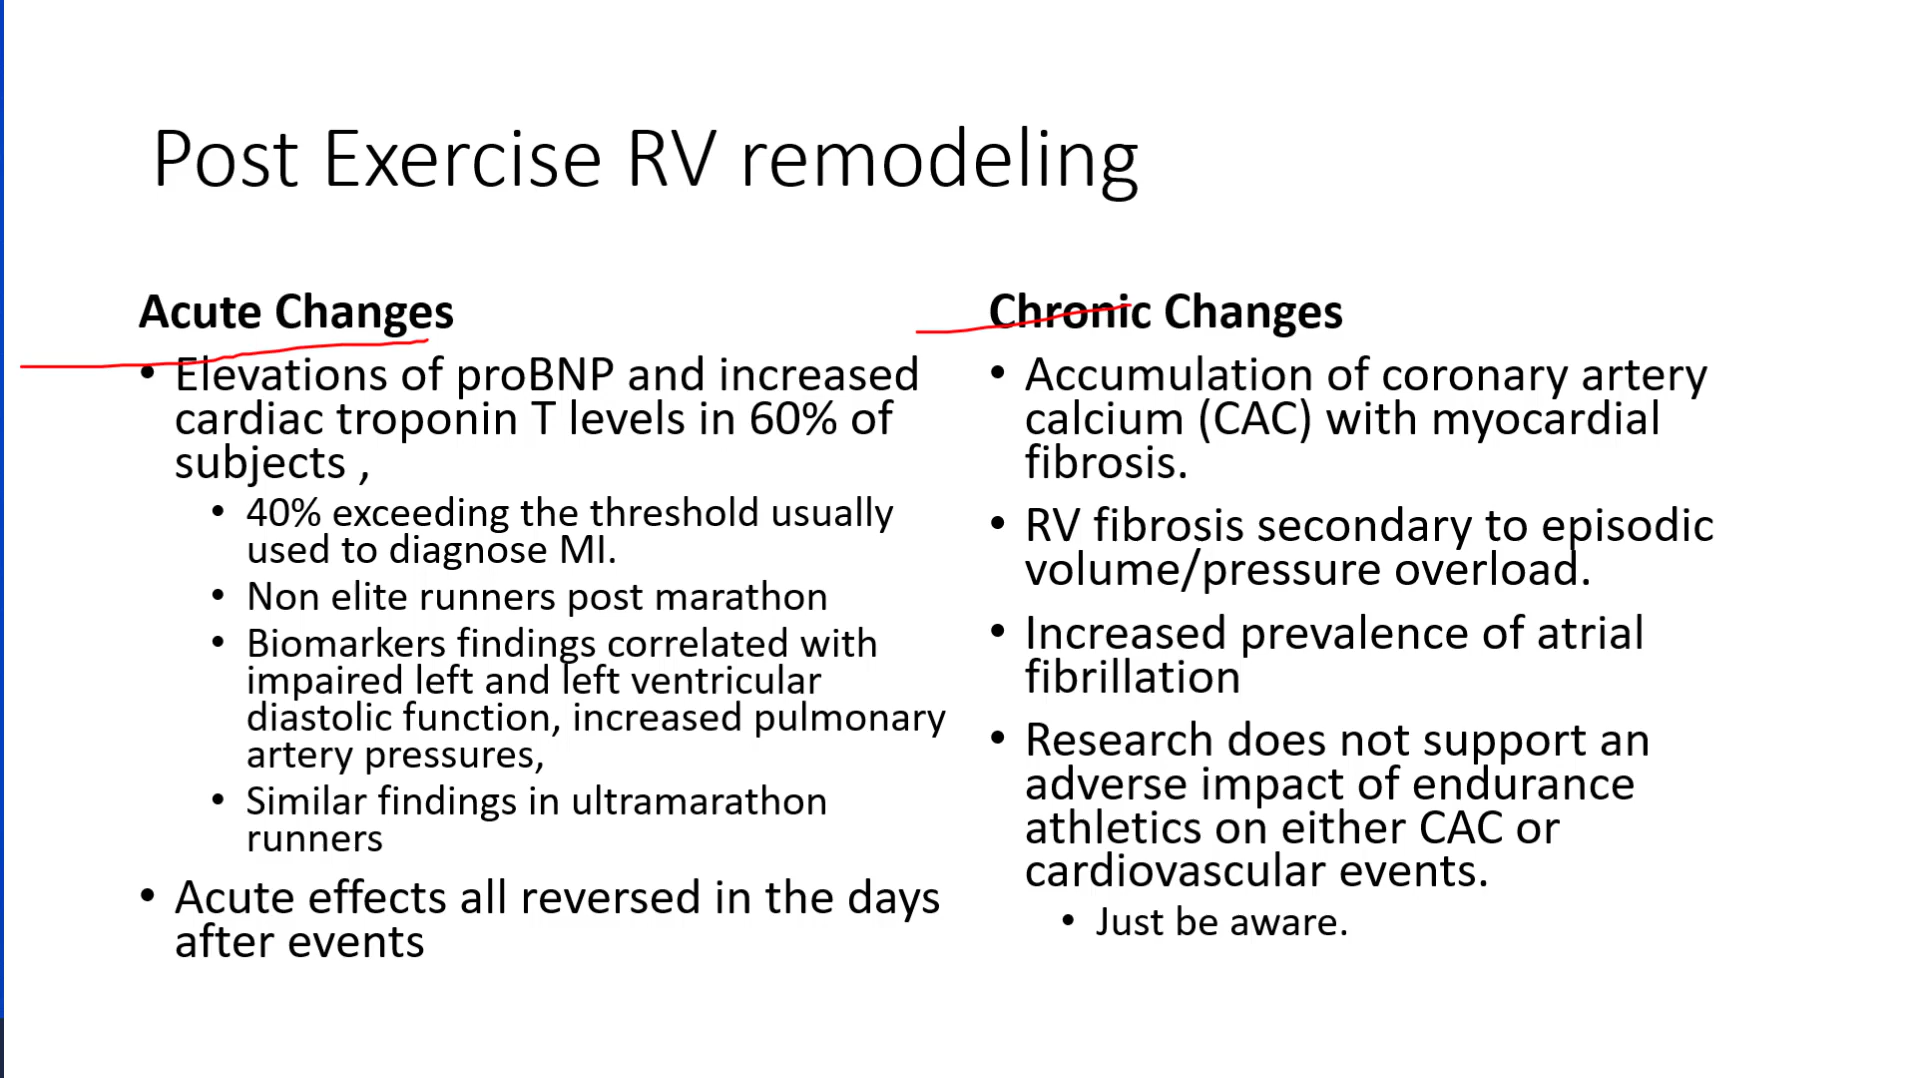 Post Exercise RV remodeling
Acute Changes
• Elevations of proBNP and increased
cardiac troponin T levels in 60% of
subjects ,
• 40% exceeding the threshold usually
used to diagnose MI.
• Non elite runners post marathon
• Biomarkers findings correlated with
impaired left and left ventricular
diastolic function, increased pulmonary
artery pressures,
• Similar findings in ultramarathon
runners
• Acute effects all reversed in the days
after events
Chronic Changes
• Accumulation of coronary artery
calcium (CAC) with myocardial
fibrosis.
• RV fibrosis secondary to episodic
volume/pressure overload.
• Increased prevalence of atrial
fibrillation
• Research does not support an
adverse impact of endurance
athletics on either CAC or
cardiovascular events.
• Just be aware.